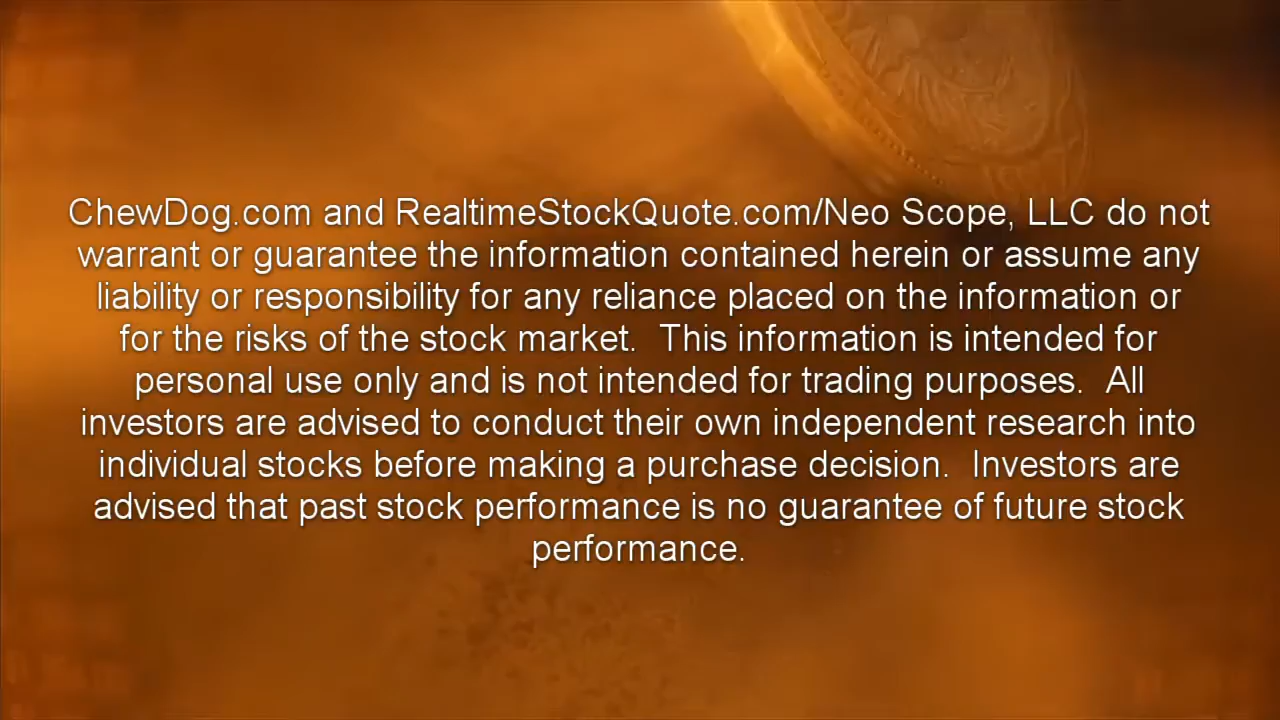 ChewDog.com and RealtimeStockQuote.com/Neo Scope, LLC do not
warrant or guarantee the information contained herein or assume any
liability or responsibility for any reliance placed on the information or
for the risks of the stock market.  This information is intended for
personal use only and is not intended for trading purposes.  All
investors are advised to conduct their own independent research into
individual stocks before making a purchase decision.  Investors are
advised that past stock performance is no guarantee of future stock
performance.